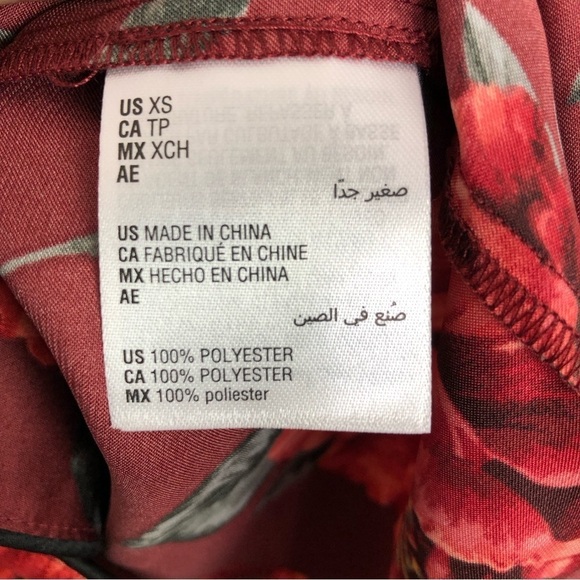 US XS
CA TP
MX XCH
AE
صغير جدّا
US MADE IN CHINA
CA FABRIQUÉ EN CHINE
MX HECHO EN CHINA
AE
صُنع في الصين
US 100% POLYESTER
CA 100% POLYESTER
MX 100% poliester